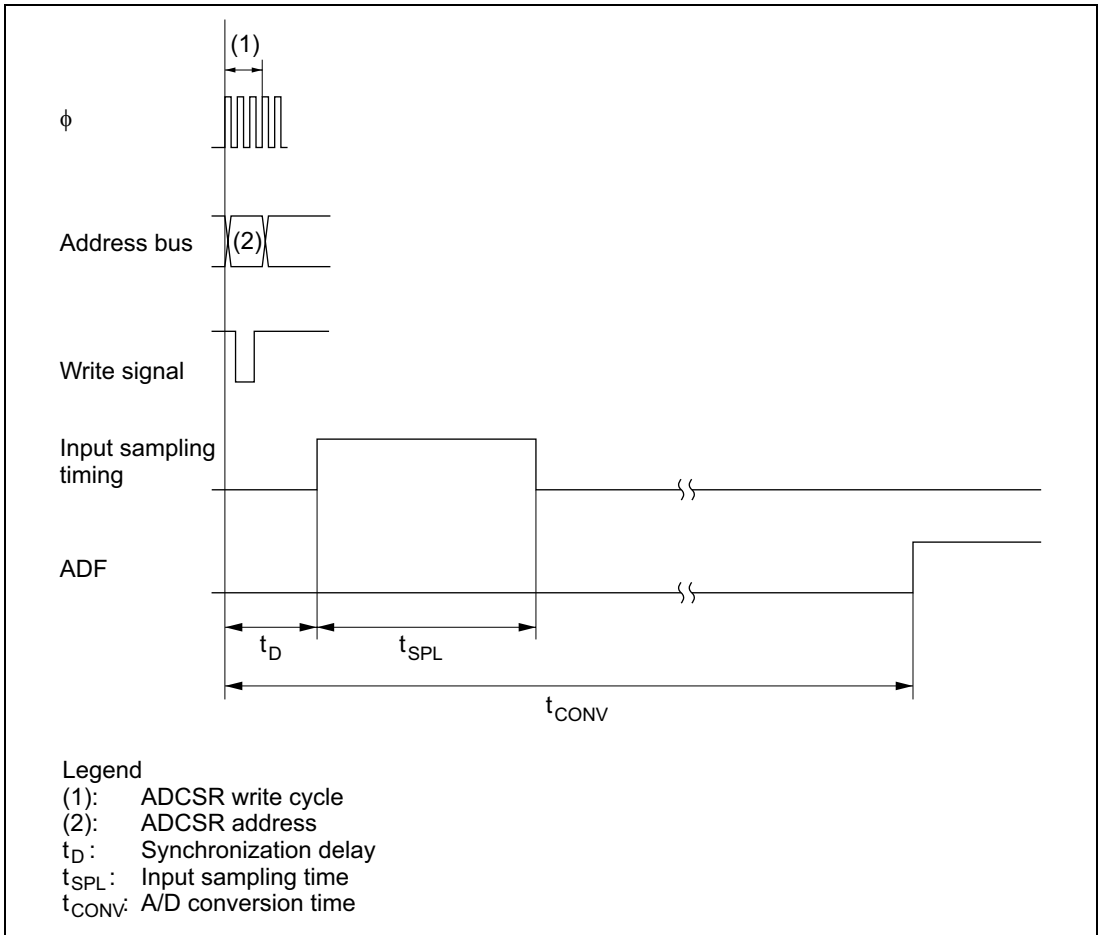 (1)
ϕ
Address bus
(2)
Write signal
Input sampling
timing
ADF
tD
tSPL
tCONV
Legend
(1): ADCSR write cycle
(2): ADCSR address
tD : Synchronization delay
tSPL : Input sampling time
tCONV: A/D conversion time